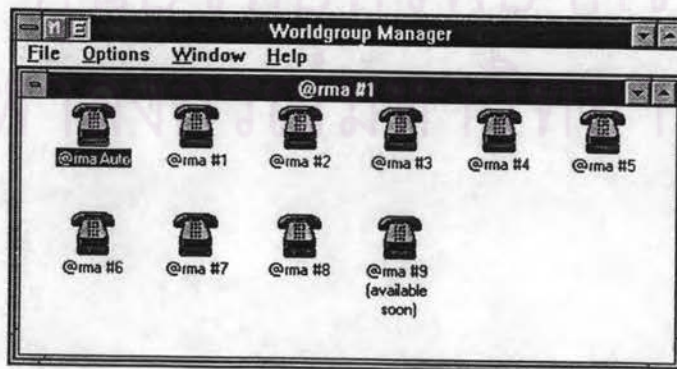 Worldgroup Manager
File Options Window Help
@rma #1
@rma Auto @rma #1 @rma #2 @rma #3 @rma #4 @rma #5
@rma #6 @rma #7 @rma #8 @rma #9
(available
soon)